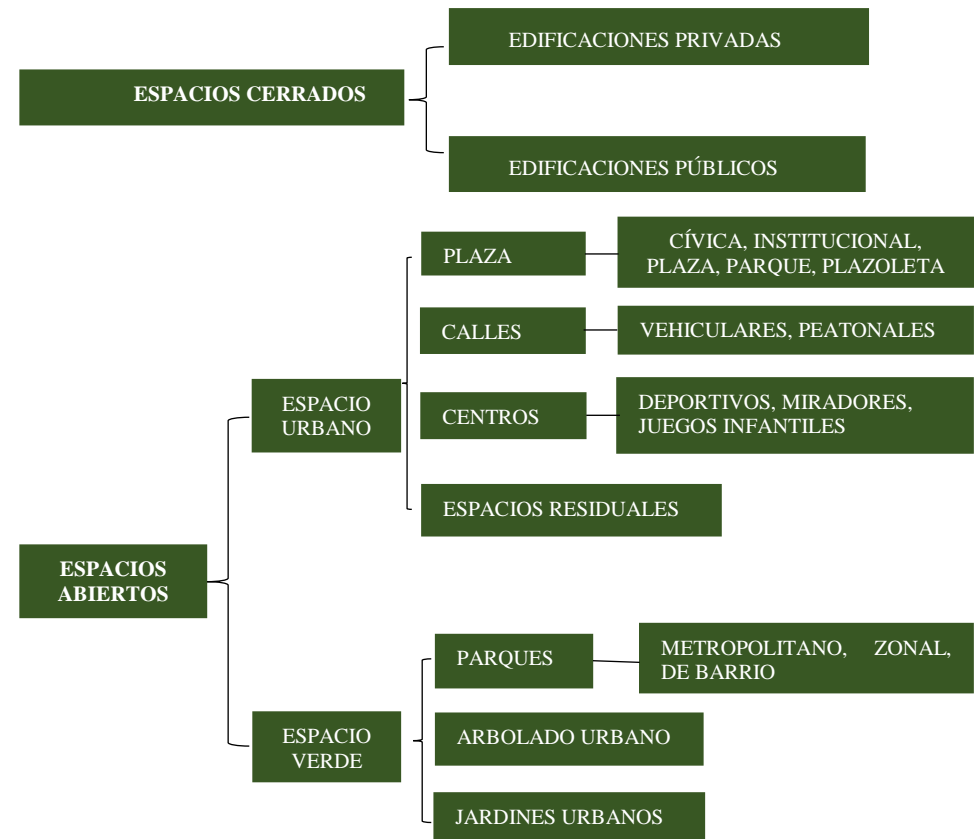 EDIFICACIONES PRIVADAS
ESPACIOS CERRADOS
EDIFICACIONES PÚBLICOS
PLAZA
CÍVICA, INSTITUCIONAL,
PLAZA, PARQUE, PLAZOLETA
CALLES
VEHICULARES, PEATONALES
ESPACIO
URBANO
CENTROS
DEPORTIVOS, MIRADORES,
JUEGOS INFANTILES
ESPACIOS RESIDUALES
ESPACIOS
ABIERTOS
PARQUES
METROPOLITANO, ZONAL,
DE BARRIO
ESPACIO
VERDE
ARBOLADO URBANO
JARDINES URBANOS